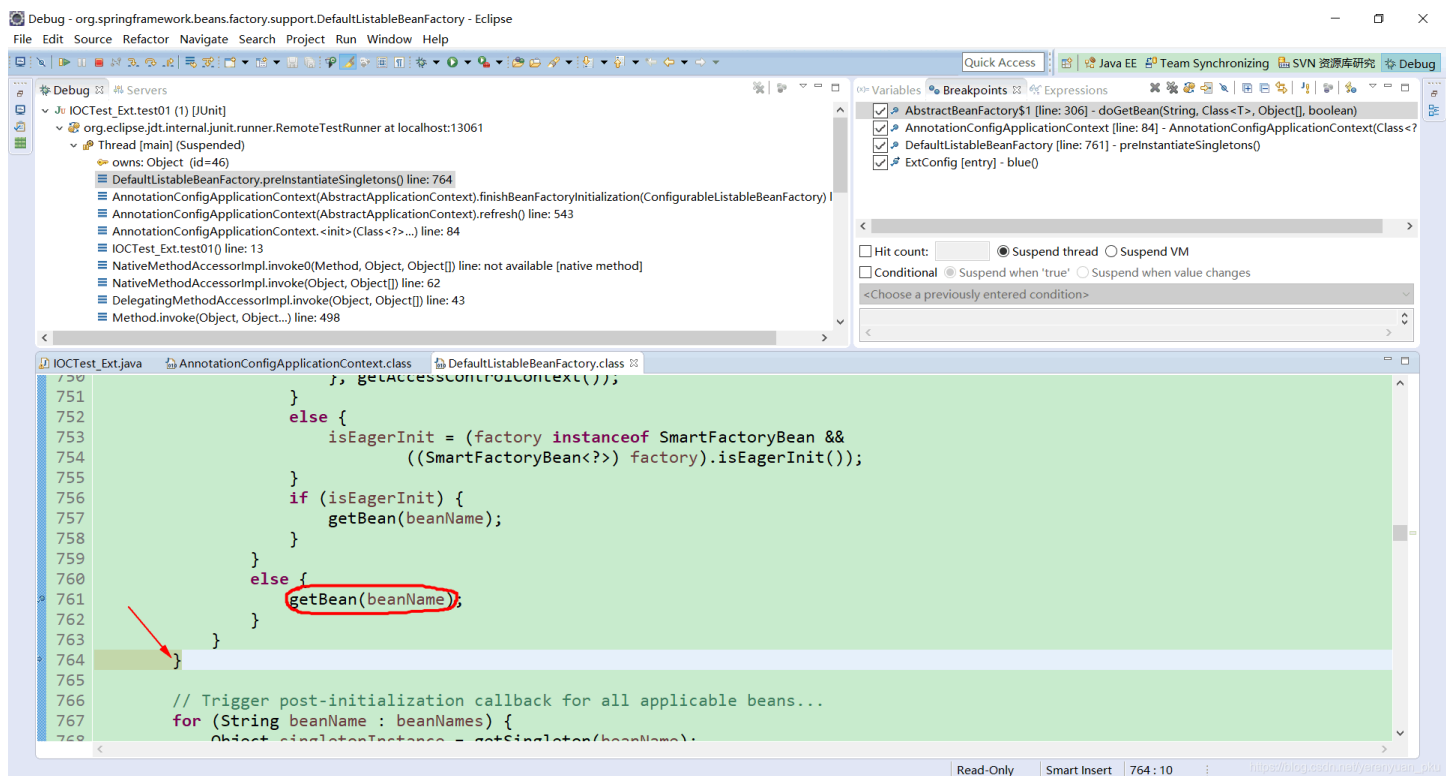 Debug - org.springframework.beans.factory.support.DefaultListableBeanFactory - Eclipse
File Edit Source Refactor Navigate Search Project Run Window Help
Quick Access Java EE Team Synchronizing SVN 资源库研究 Debug
Debug Servers
IOCTest_Ext.test01 (1) [JUnit]
org.eclipse.jdt.internal.junit.runner.RemoteTestRunner at localhost:13061
Thread [main] (Suspended)
owns: Object (id=46)
DefaultListableBeanFactory.preInstantiateSingletons() line: 764
AnnotationConfigApplicationContext(AbstractApplicationContext).finishBeanFactoryInitialization(ConfigurableListableBeanFactory) l
AnnotationConfigApplicationContext(AbstractApplicationContext).refresh() line: 543
AnnotationConfigApplicationContext.<init>(Class<?>...) line: 84
IOCTest_Ext.test01() line: 13
NativeMethodAccessorImpl.invoke0(Method, Object, Object[]) line: not available [native method]
NativeMethodAccessorImpl.invoke(Object, Object[]) line: 62
DelegatingMethodAccessorImpl.invoke(Object, Object[]) line: 43
Method.invoke(Object, Object...) line: 498
Variables Breakpoints Expressions
AbstractBeanFactory$1 [line: 306] - doGetBean(String, Class<T>, Object[], boolean)
AnnotationConfigApplicationContext [line: 84] - AnnotationConfigApplicationContext(Class<?
DefaultListableBeanFactory [line: 761] - preInstantiateSingletons()
ExtConfig [entry] - blue()
Hit count: Suspend thread Suspend VM
Conditional Suspend when 'true' Suspend when value changes
<Choose a previously entered condition>
IOCTest_Ext.java AnnotationConfigApplicationContext.class DefaultListableBeanFactory.class
750 }, getAccessControlContext());
751 }
752 else {
753 isEagerInit = (factory instanceof SmartFactoryBean &&
754 ((SmartFactoryBean<?>) factory).isEagerInit());
755 }
756 if (isEagerInit) {
757 getBean(beanName);
758 }
759 }
760 else {
761 getBean(beanName);
762 }
763 }
764 }
765
766 // Trigger post-initialization callback for all applicable beans...
767 for (String beanName : beanNames) {
768 Object singletonInstance = getSingleton(beanName);
Read-Only Smart Insert 764 : 10